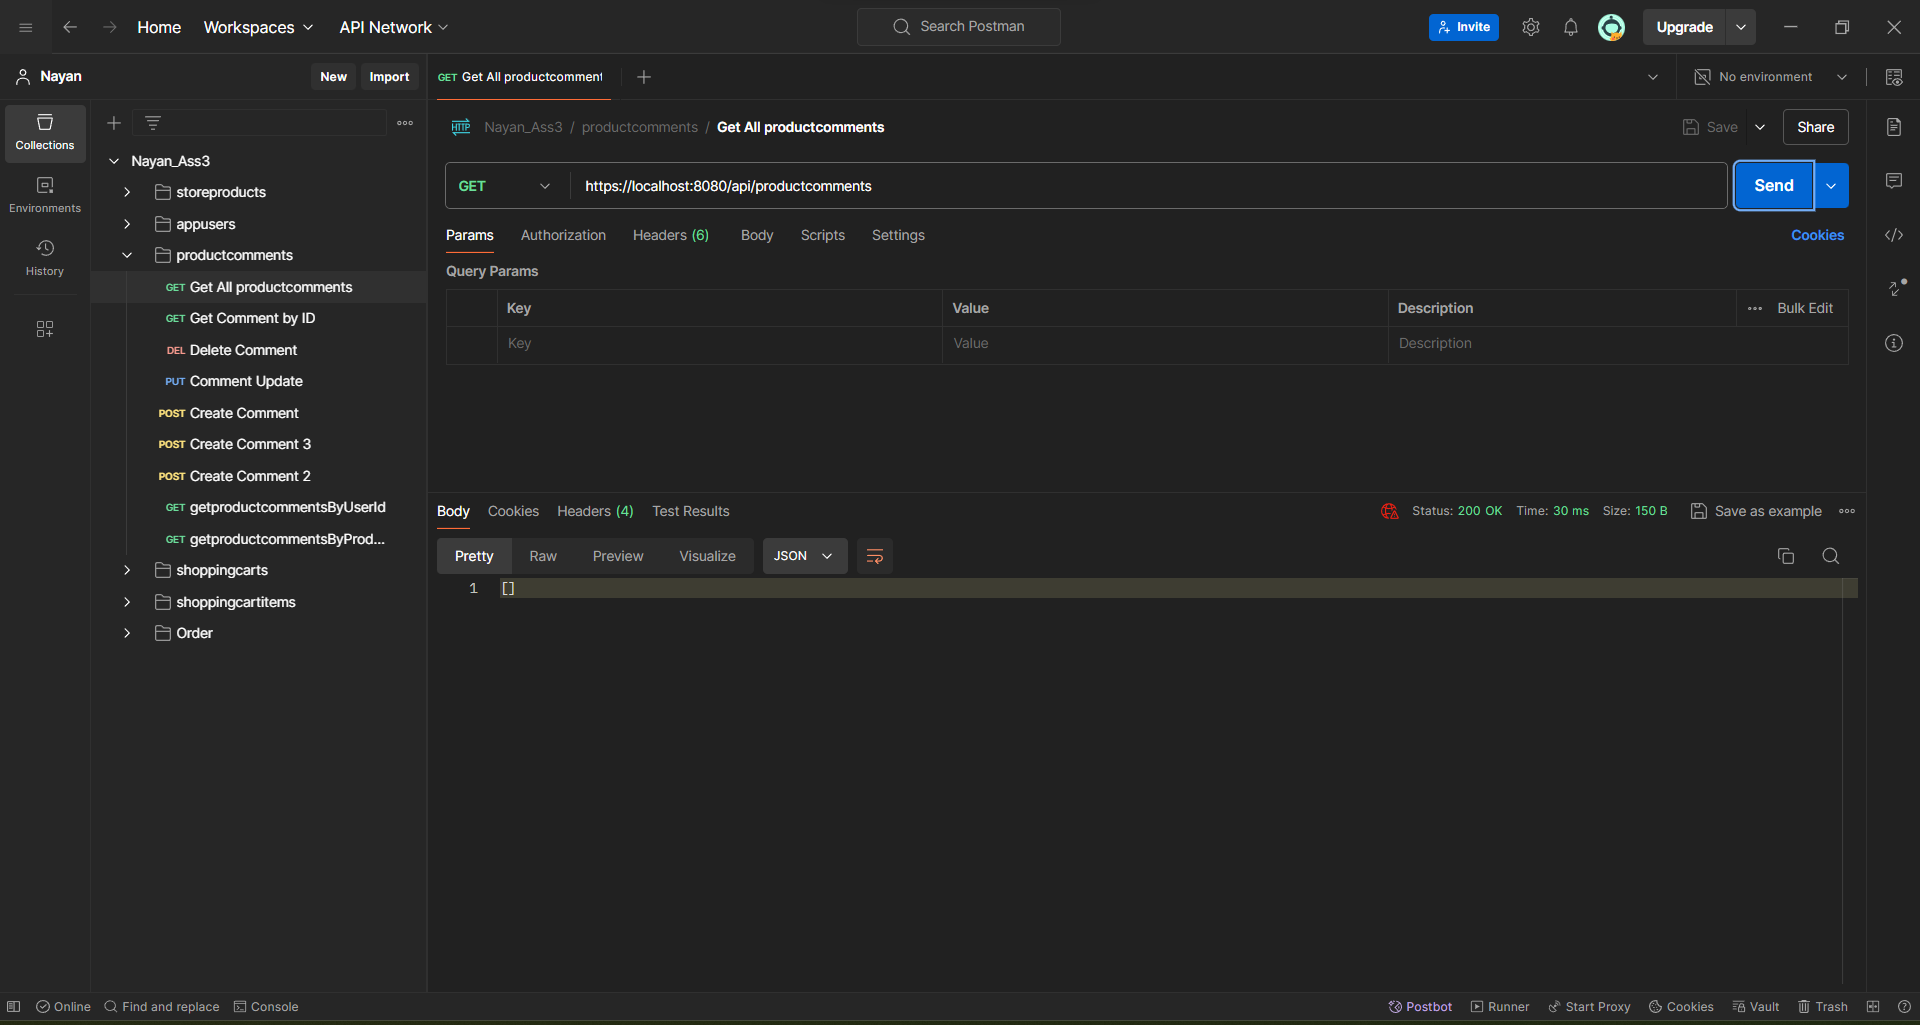 Home Workspaces API Network Search Postman Invite Upgrade
Nayan New Import GET Get All productcomment No environment
Collections
Environments
History
Nayan_Ass3
storeproducts
appusers
productcomments
GET Get All productcomments
GET Get Comment by ID
DEL Delete Comment
PUT Comment Update
POST Create Comment
POST Create Comment 3
POST Create Comment 2
GET getproductcommentsByUserId
GET getproductcommentsByProd...
shoppingcarts
shoppingcartitems
Order
HTTP Nayan_Ass3 / productcomments / Get All productcomments Save Share
GET https://localhost:8080/api/productcomments Send
Params Authorization Headers (6) Body Scripts Settings Cookies
Query Params
Key Value Description Bulk Edit
Key Value Description
Body Cookies Headers (4) Test Results Status: 200 OK Time: 30 ms Size: 150 B Save as example
Pretty Raw Preview Visualize JSON
1 []
Online Find and replace Console Postbot Runner Start Proxy Cookies Vault Trash